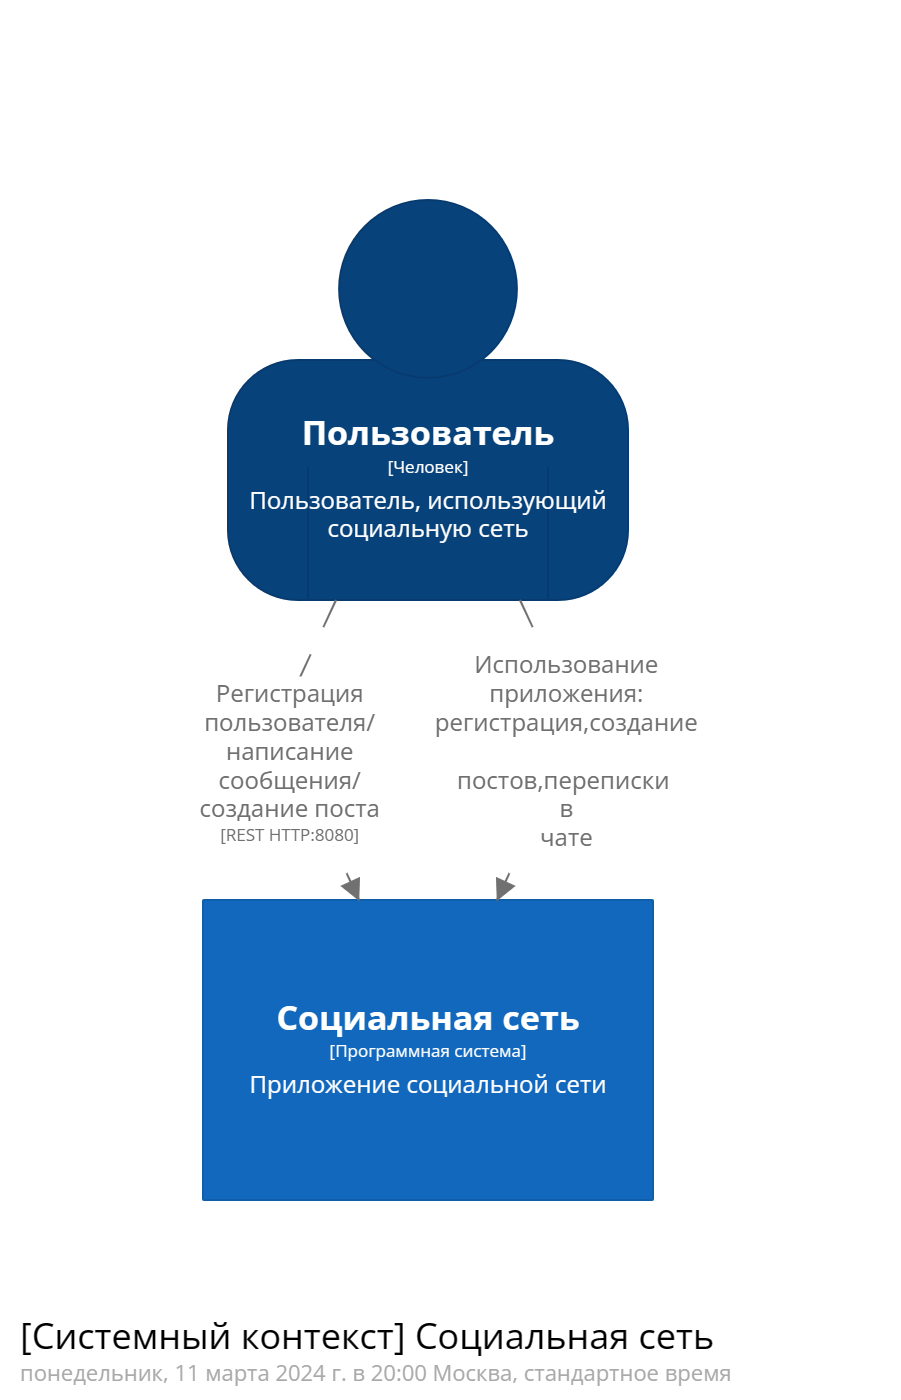 Пользователь
[Человек]
Пользователь, использующий
социальную сеть
Регистрация
пользователя/
написание
сообщения/
создание поста
[REST HTTP:8080]
Использование
приложения:
регистрация,создание
постов,переписки
в
чате
Социальная сеть
[Программная система]
Приложение социальной сети
[Системный контекст] Социальная сеть
понедельник, 11 марта 2024 г. в 20:00 Москва, стандартное время